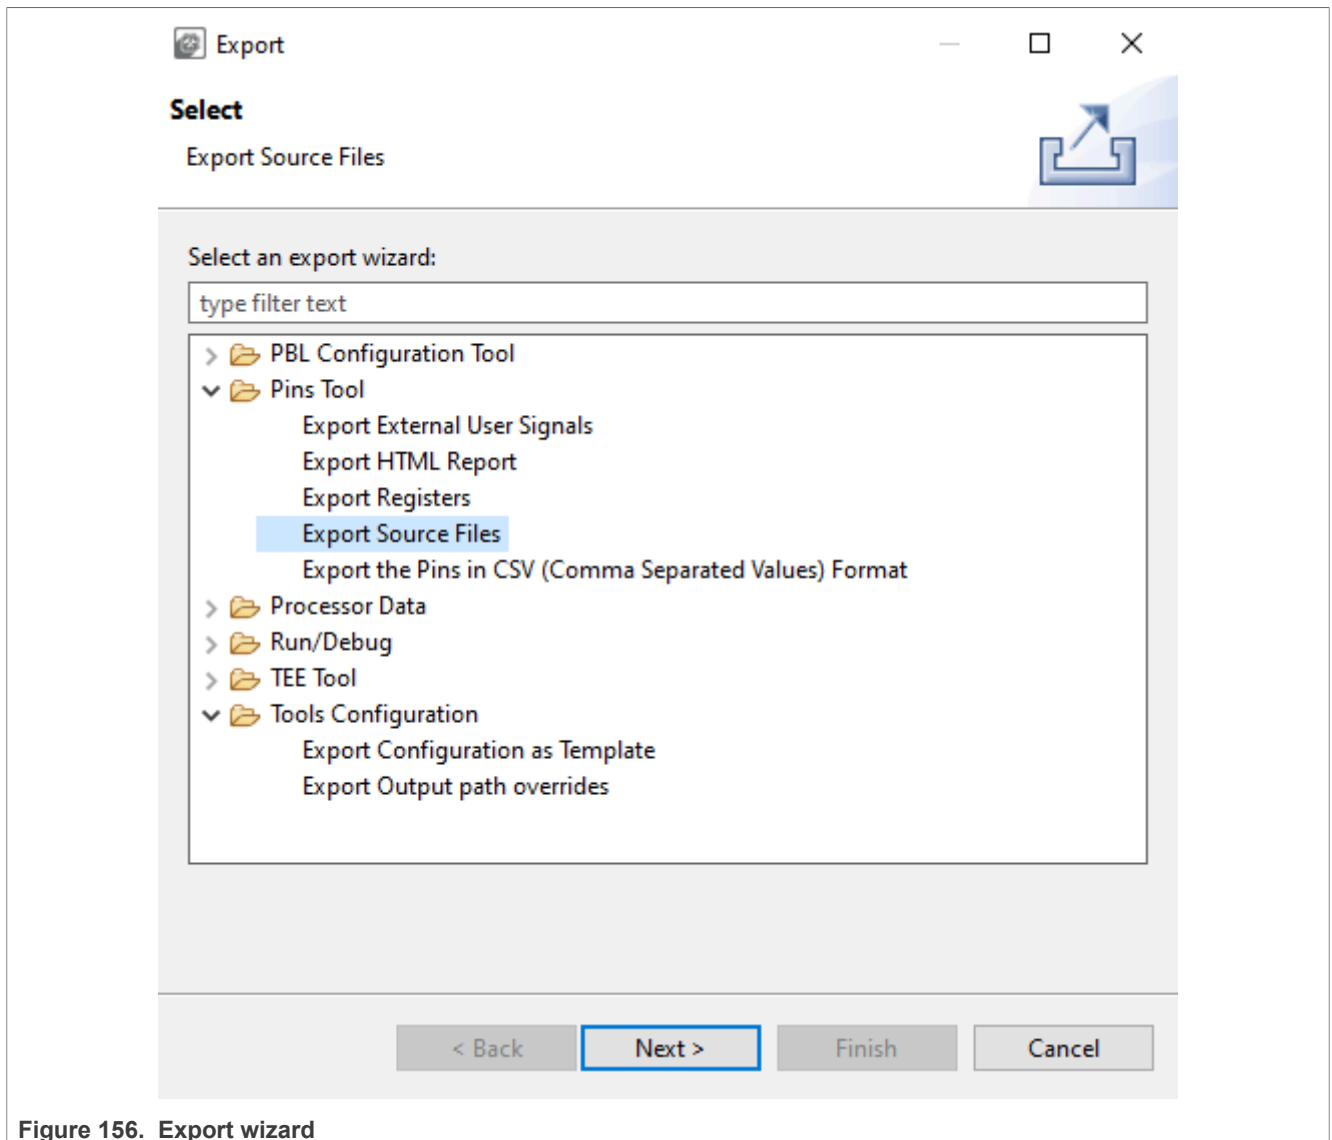 Export
Select
Export Source Files
Select an export wizard:
type filter text
PBL Configuration Tool
Pins Tool
Export External User Signals
Export HTML Report
Export Registers
Export Source Files
Export the Pins in CSV (Comma Separated Values) Format
Processor Data
Run/Debug
TEE Tool
Tools Configuration
Export Configuration as Template
Export Output path overrides
< Back Next > Finish Cancel
Figure 156. Export wizard